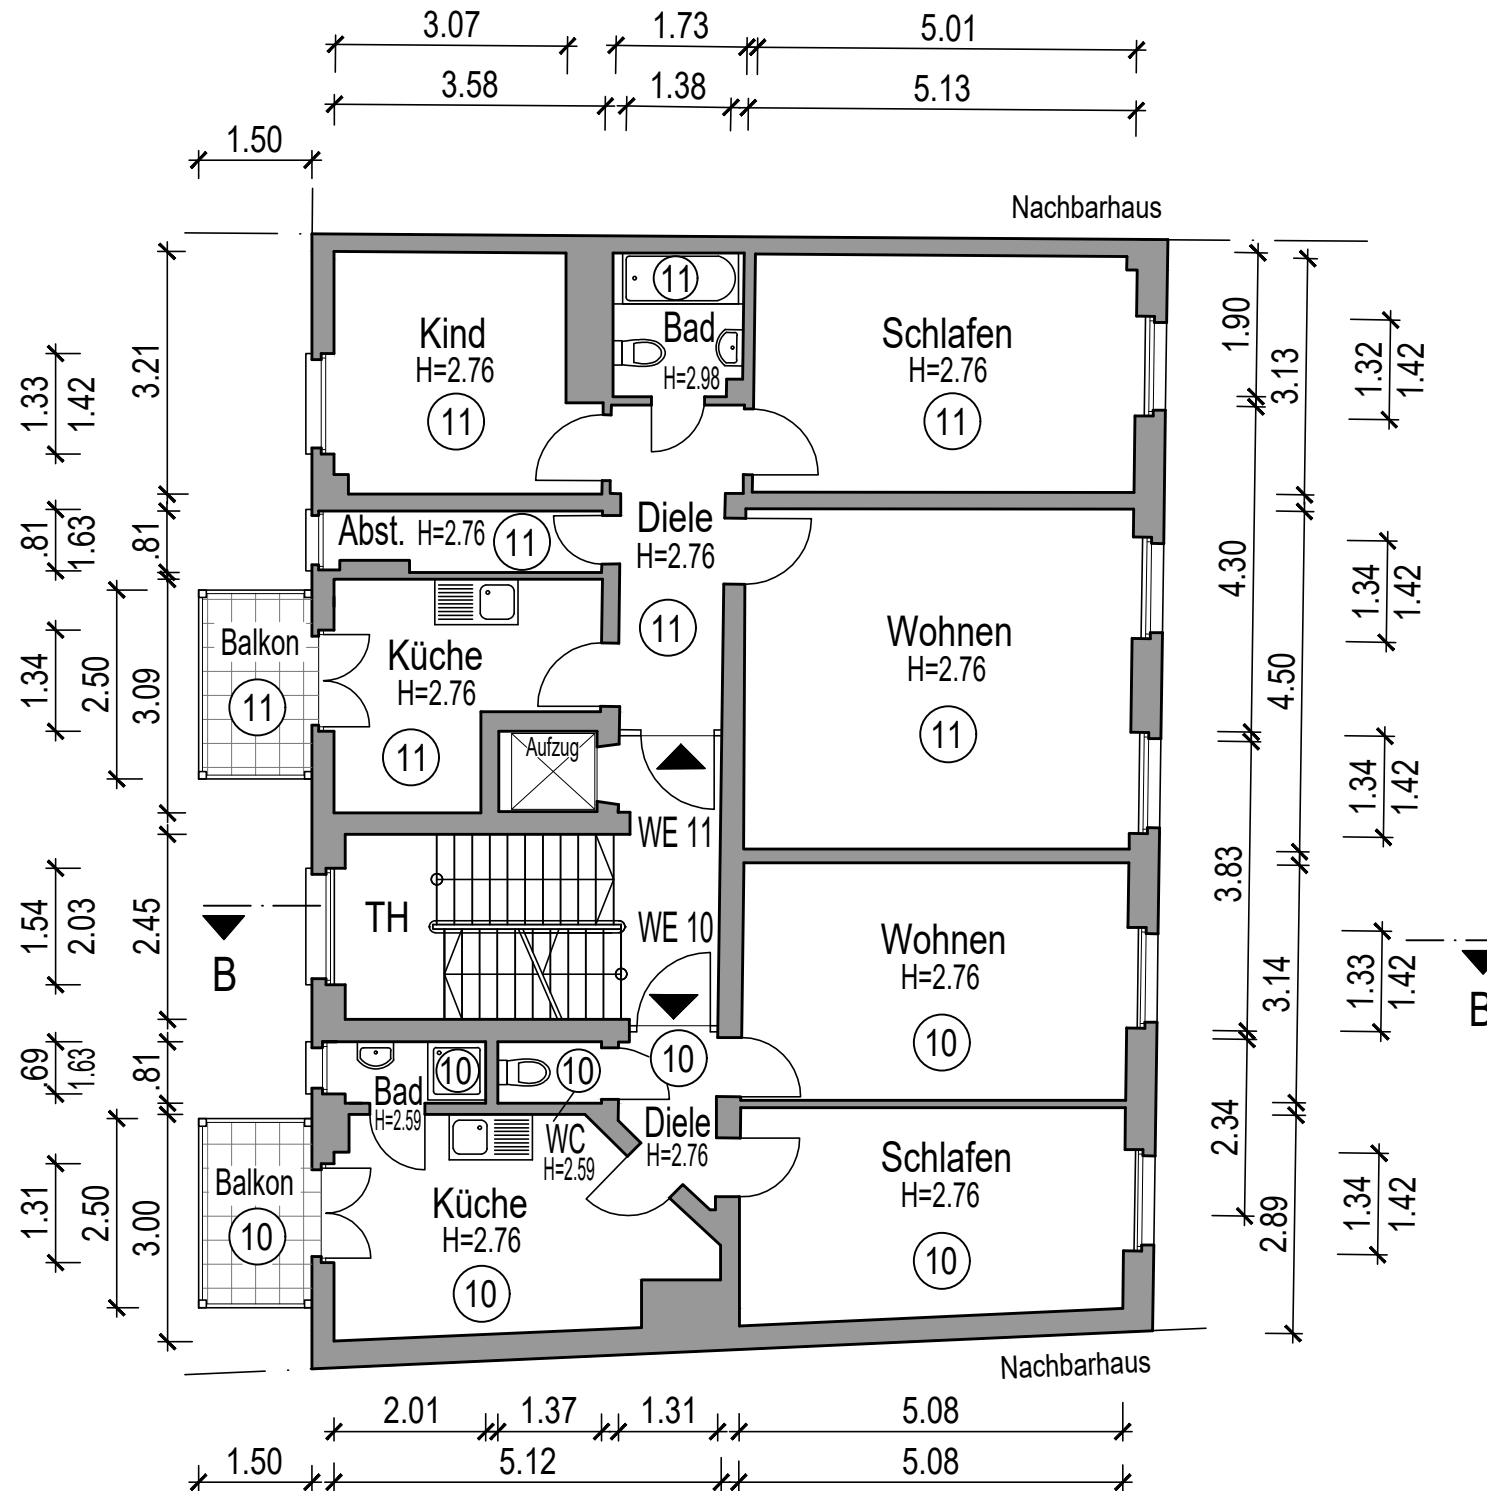 3.07
1.73
5.01
3.58
1.38
5.13
1.50
Nachbarhaus
1.33
1.42
3.21
Kind
H=2.76
11
11
Bad
H=2.98
Schlafen
H=2.76
11
1.90
3.13
1.32
1.42
.81
1.63
.81
Abst. H=2.76 11
Diele
H=2.76
11
4.30
1.34
1.42
Balkon
11
1.34
2.50
3.09
Küche
H=2.76
11
Aufzug
Wohnen
H=2.76
11
4.50
1.34
1.42
WE 11
3.83
1.54
2.03
2.45
B
TH
WE 10
Wohnen
H=2.76
10
3.14
1.33
1.42
B
.69
1.63
.81
Bad
H=2.59
10
10
10
WC
H=2.59
Diele
H=2.76
2.34
Balkon
10
1.31
2.50
3.00
Küche
H=2.76
10
Schlafen
H=2.76
10
2.89
1.34
1.42
Nachbarhaus
2.01
1.37
1.31
5.08
1.50
5.12
5.08